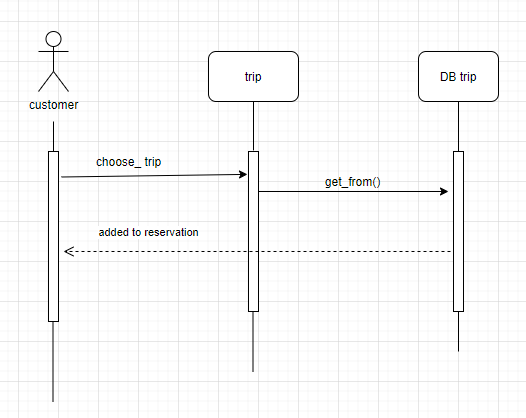 customer
trip
DB trip
choose_ trip
get_from()
added to reservation